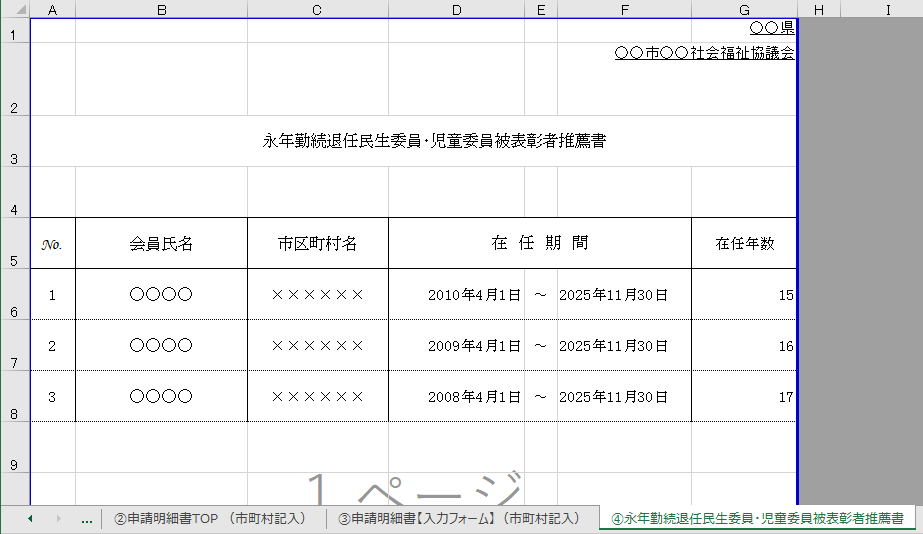 A B C D E F G H I
1 〇〇県
〇〇市〇〇社会福祉協議会
2
3 永年勤続退任民生委員・児童委員被表彰者推薦書
4
5 No. 会員氏名 市区町村名 在 任 期 間 在任年数
6 1 〇〇〇〇 ×××××× 2010年4月1日 ～ 2025年11月30日 15
7 2 〇〇〇〇 ×××××× 2009年4月1日 ～ 2025年11月30日 16
8 3 〇〇〇〇 ×××××× 2008年4月1日 ～ 2025年11月30日 17
9
1 ページ
... ②申請明細書TOP （市町村記入） ③申請明細書【入力フォーム】（市町村記入） ④永年勤続退任民生委員・児童委員被表彰者推薦書